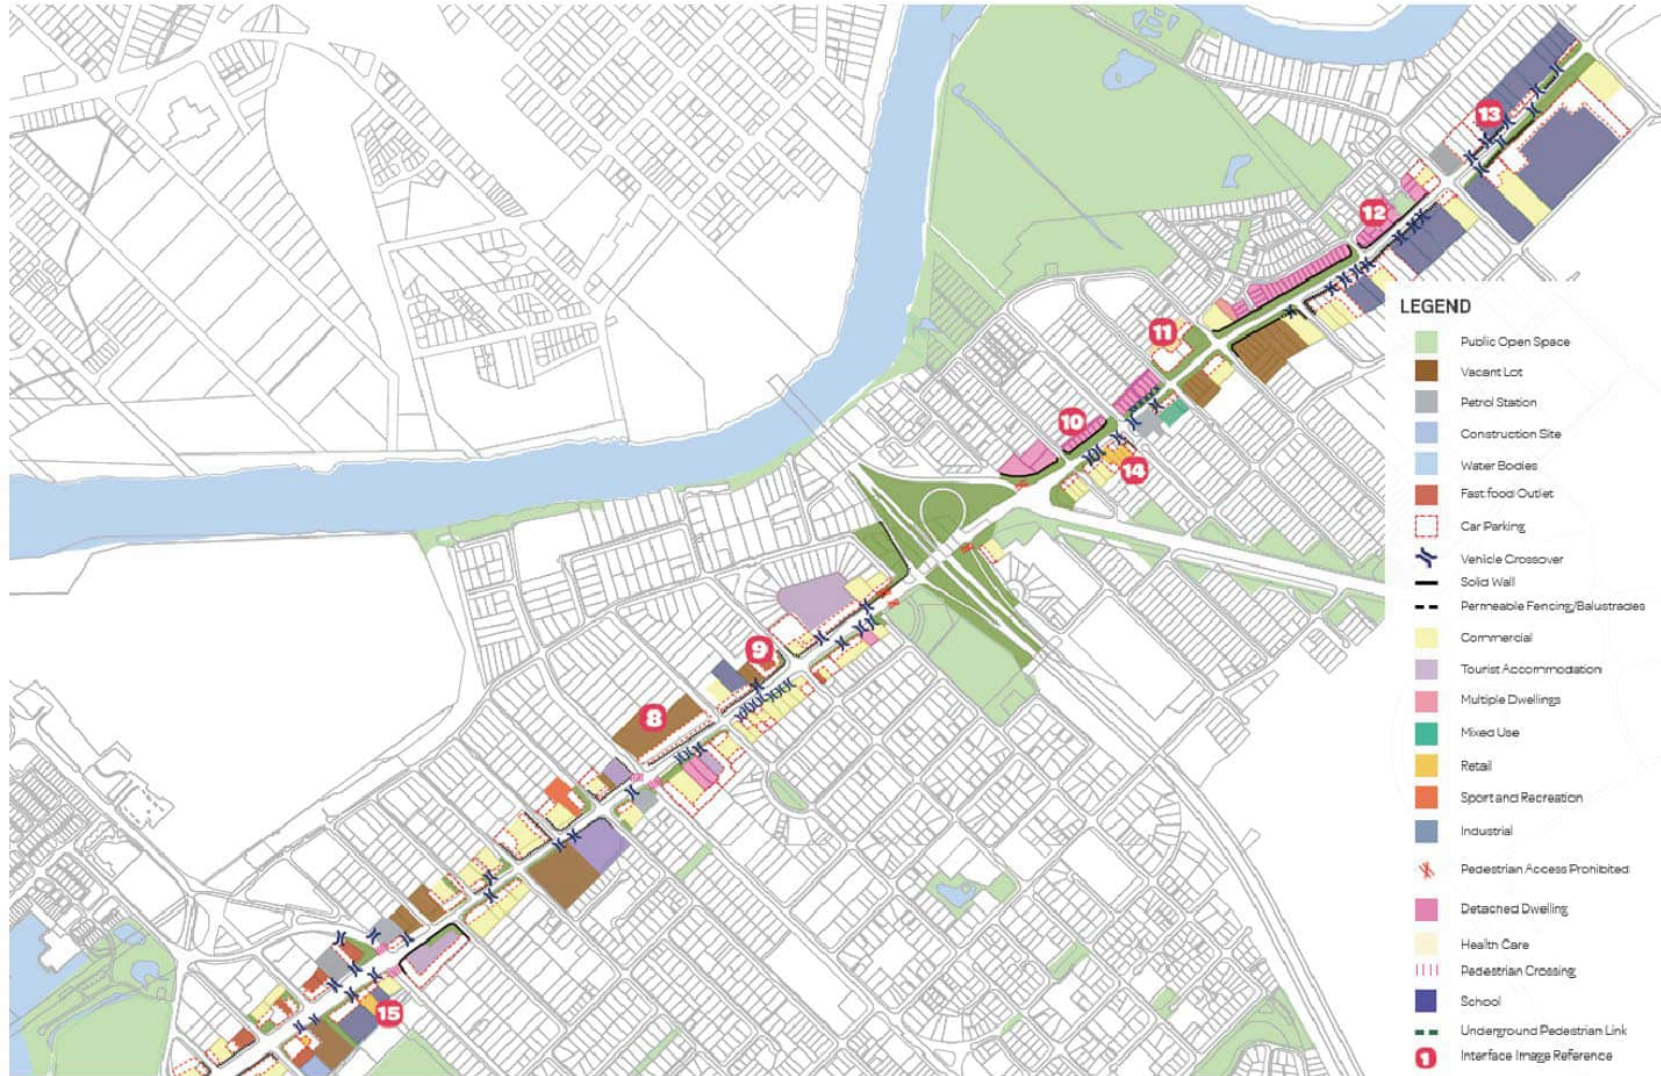 13
12
11
10
14
9
8
15
LEGEND
Public Open Space
Vacant Lot
Petrol Station
Construction Site
Water Bodies
Fast food Outlet
Car Parking
Vehicle Crossover
Solid Wall
Permeable Fencing/Balustrades
Commercial
Tourist Accommodation
Multiple Dwellings
Mixed Use
Retail
Sport and Recreation
Industrial
Pedestrian Access Prohibited
Detached Dwelling
Health Care
Pedestrian Crossing
School
Underground Pedestrian Link
1 Interface Image Reference